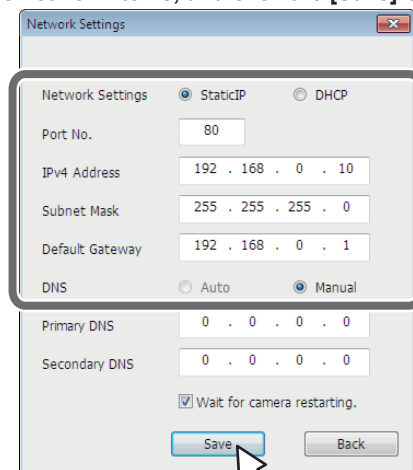 Network Settings
Network Settings StaticIP DHCP
Port No. 80
IPv4 Address 192 . 168 . 0 . 10
Subnet Mask 255 . 255 . 255 . 0
Default Gateway 192 . 168 . 0 . 1
DNS Auto Manual
Primary DNS 0 . 0 . 0 . 0
Secondary DNS 0 . 0 . 0 . 0
Wait for camera restarting.
Save Back